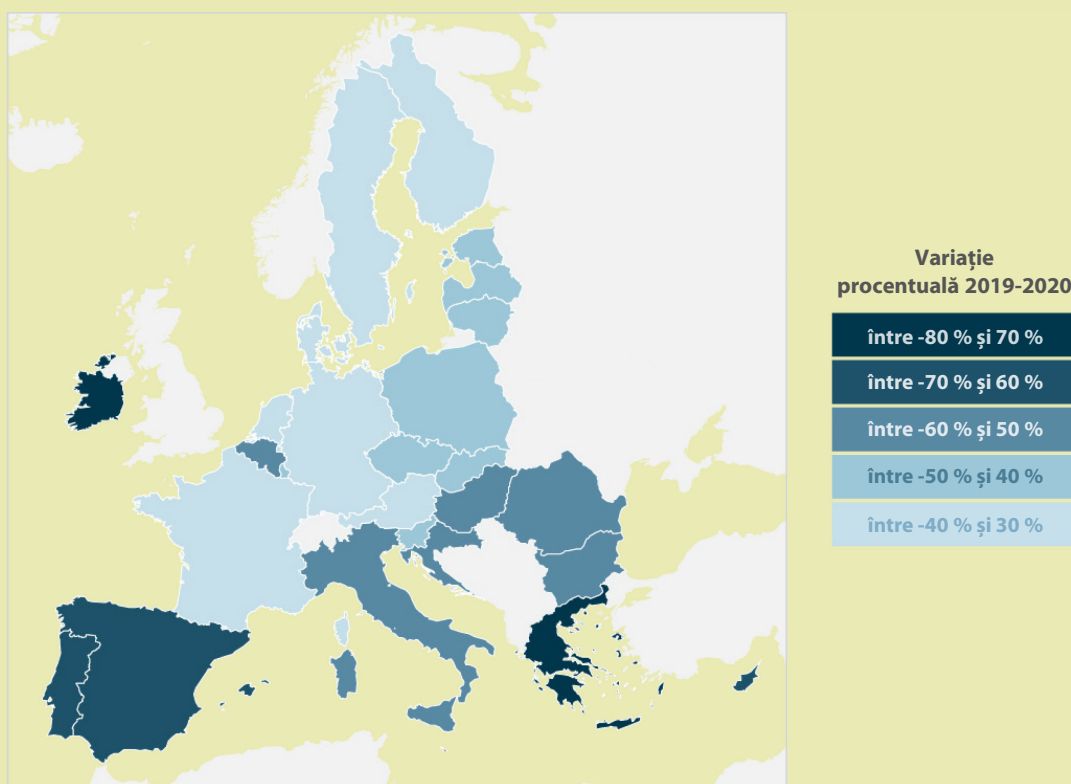 Variație
procentuală 2019-2020
între -80 % și 70 %
între -70 % și 60 %
între -60 % și 50 %
între -50 % și 40 %
între -40 % și 30 %